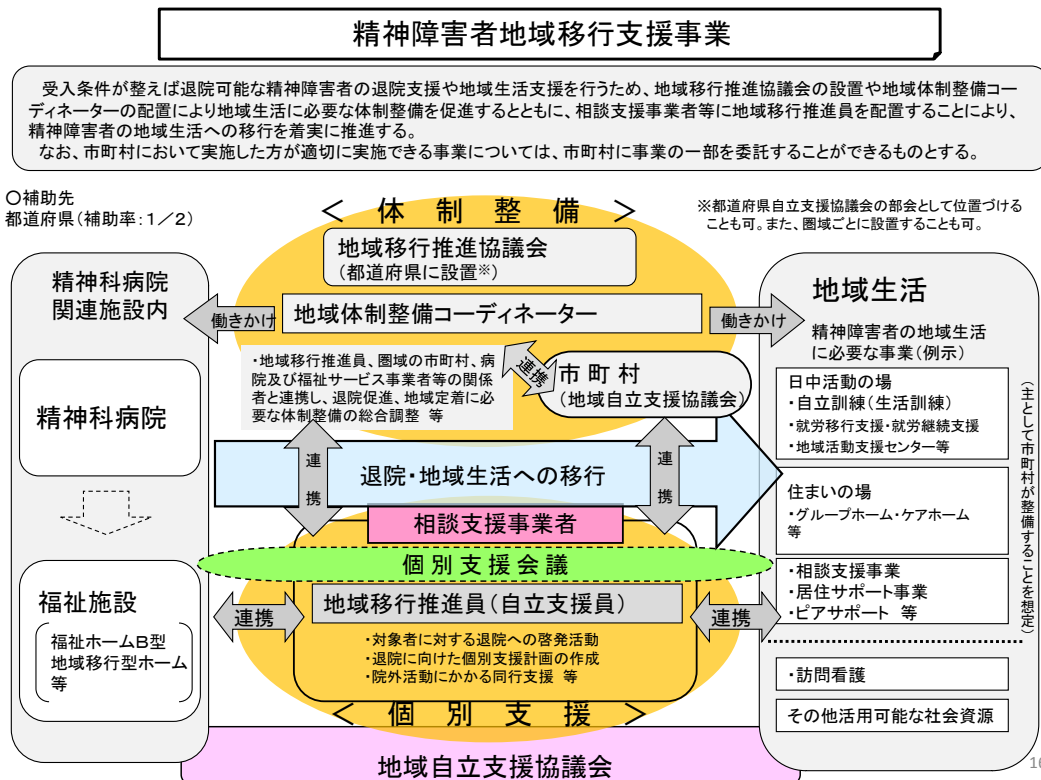 精神障害者地域移行支援事業
受入条件が整えば退院可能な精神障害者の退院支援や地域生活支援を行うため、地域移行推進協議会の設置や地域体制整備コー
ディネーターの配置により地域生活に必要な体制整備を促進するとともに、相談支援事業者等に地域移行推進員を配置することにより、
精神障害者の地域生活への移行を着実に推進する。
なお、市町村において実施した方が適切に実施できる事業については、市町村に事業の一部を委託することができるものとする。
○補助先
都道府県(補助率:1/2)
<体制整備>
※都道府県自立支援協議会の部会として位置づける
ことも可。また、圏域ごとに設置することも可。
地域移行推進協議会
(都道府県に設置※)
精神科病院
関連施設内
働きかけ
地域体制整備コーディネーター
働きかけ
地域生活
精神障害者の地域生活
に必要な事業(例示)
・地域移行推進員、圏域の市町村、病
院及び福祉サービス事業者等の関係
者と連携し、退院促進、地域定着に必
要な体制整備の総合調整 等
連携
市町村
(地域自立支援協議会)
日中活動の場
・自立訓練(生活訓練)
・就労移行支援・就労継続支援
・地域活動支援センター等
(主として市町村が整備することを想定)
精神科病院
連携
連携
退院・地域生活への移行
住まいの場
・グループホーム・ケアホーム
等
相談支援事業者
個別支援会議
・相談支援事業
・居住サポート事業
・ピアサポート 等
福祉施設
福祉ホームB型
地域移行型ホーム
等
連携
地域移行推進員(自立支援員)
連携
・対象者に対する退院への啓発活動
・退院に向けた個別支援計画の作成
・院外活動にかかる同行支援 等
・訪問看護
その他活用可能な社会資源
<個別支援>
地域自立支援協議会
16